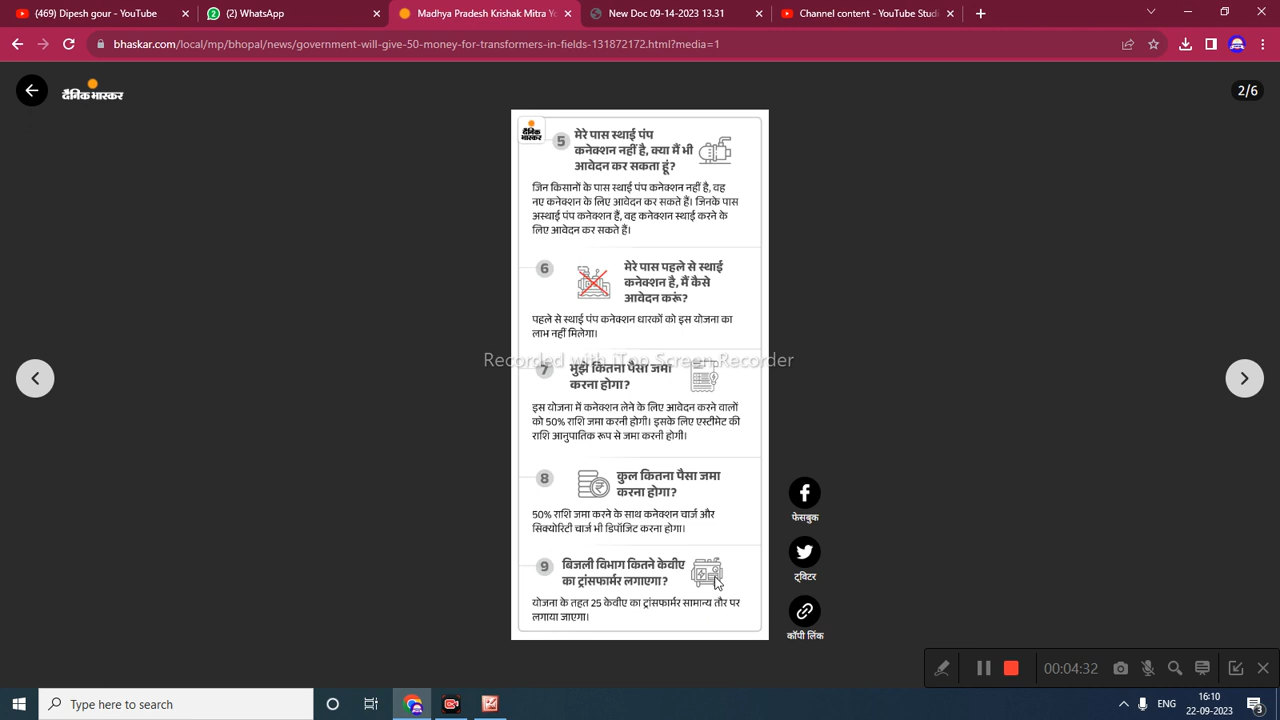 (469) Dipesh gour - YouTube
(2) WhatsApp
Madhya Pradesh Krishak Mitra Yo
New Doc 09-14-2023 13.31
Channel content - YouTube Studi
bhaskar.com/local/mp/bhopal/news/government-will-give-50-money-for-transformers-in-fields-131872172.html?media=1
दैनिक भास्कर
2/6
दैनिक भास्कर
5
मेरे पास स्थाई पंप
कनेक्शन नहीं है, क्या मैं भी
आवेदन कर सकता हूं?
जिन किसानों के पास स्थाई पंप कनेक्शन नहीं है, वह
नए कनेक्शन के लिए आवेदन कर सकते हैं। जिनके पास
अस्थाई पंप कनेक्शन हैं, वह कनेक्शन स्थाई करने के
लिए आवेदन कर सकते हैं।
6
मेरे पास पहले से स्थाई
कनेक्शन है, मैं कैसे
आवेदन करूं?
पहले से स्थाई पंप कनेक्शन धारकों को इस योजना का
लाभ नहीं मिलेगा।
Recorded with iTop Screen Recorder
7
मुझे कितना पैसा जमा
करना होगा?
इस योजना में कनेक्शन लेने के लिए आवेदन करने वालों
को 50% राशि जमा करनी होगी। इसके लिए एस्टीमेट की
राशि आनुपातिक रूप से जमा करनी होगी।
8
कुल कितना पैसा जमा
करना होगा?
50% राशि जमा करने के साथ कनेक्शन चार्ज और
सिक्योरिटी चार्ज भी डिपॉजिट करना होगा।
9
बिजली विभाग कितने केवीए
का ट्रांसफार्मर लगाएगा?
योजना के तहत 25 केवीए का ट्रांसफार्मर सामान्य तौर पर
लगाया जाएगा।
फेसबुक
ट्विटर
कॉपी लिंक
00:04:32
Type here to search
ENG
16:10
22-09-2023